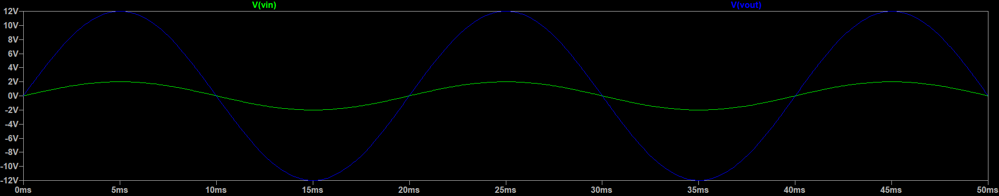 V(vin) V(vout)
12V
10V
8V
6V
4V
2V
0V
-2V
-4V
-6V
-8V
-10V
-12V
0ms 5ms 10ms 15ms 20ms 25ms 30ms 35ms 40ms 45ms 50ms